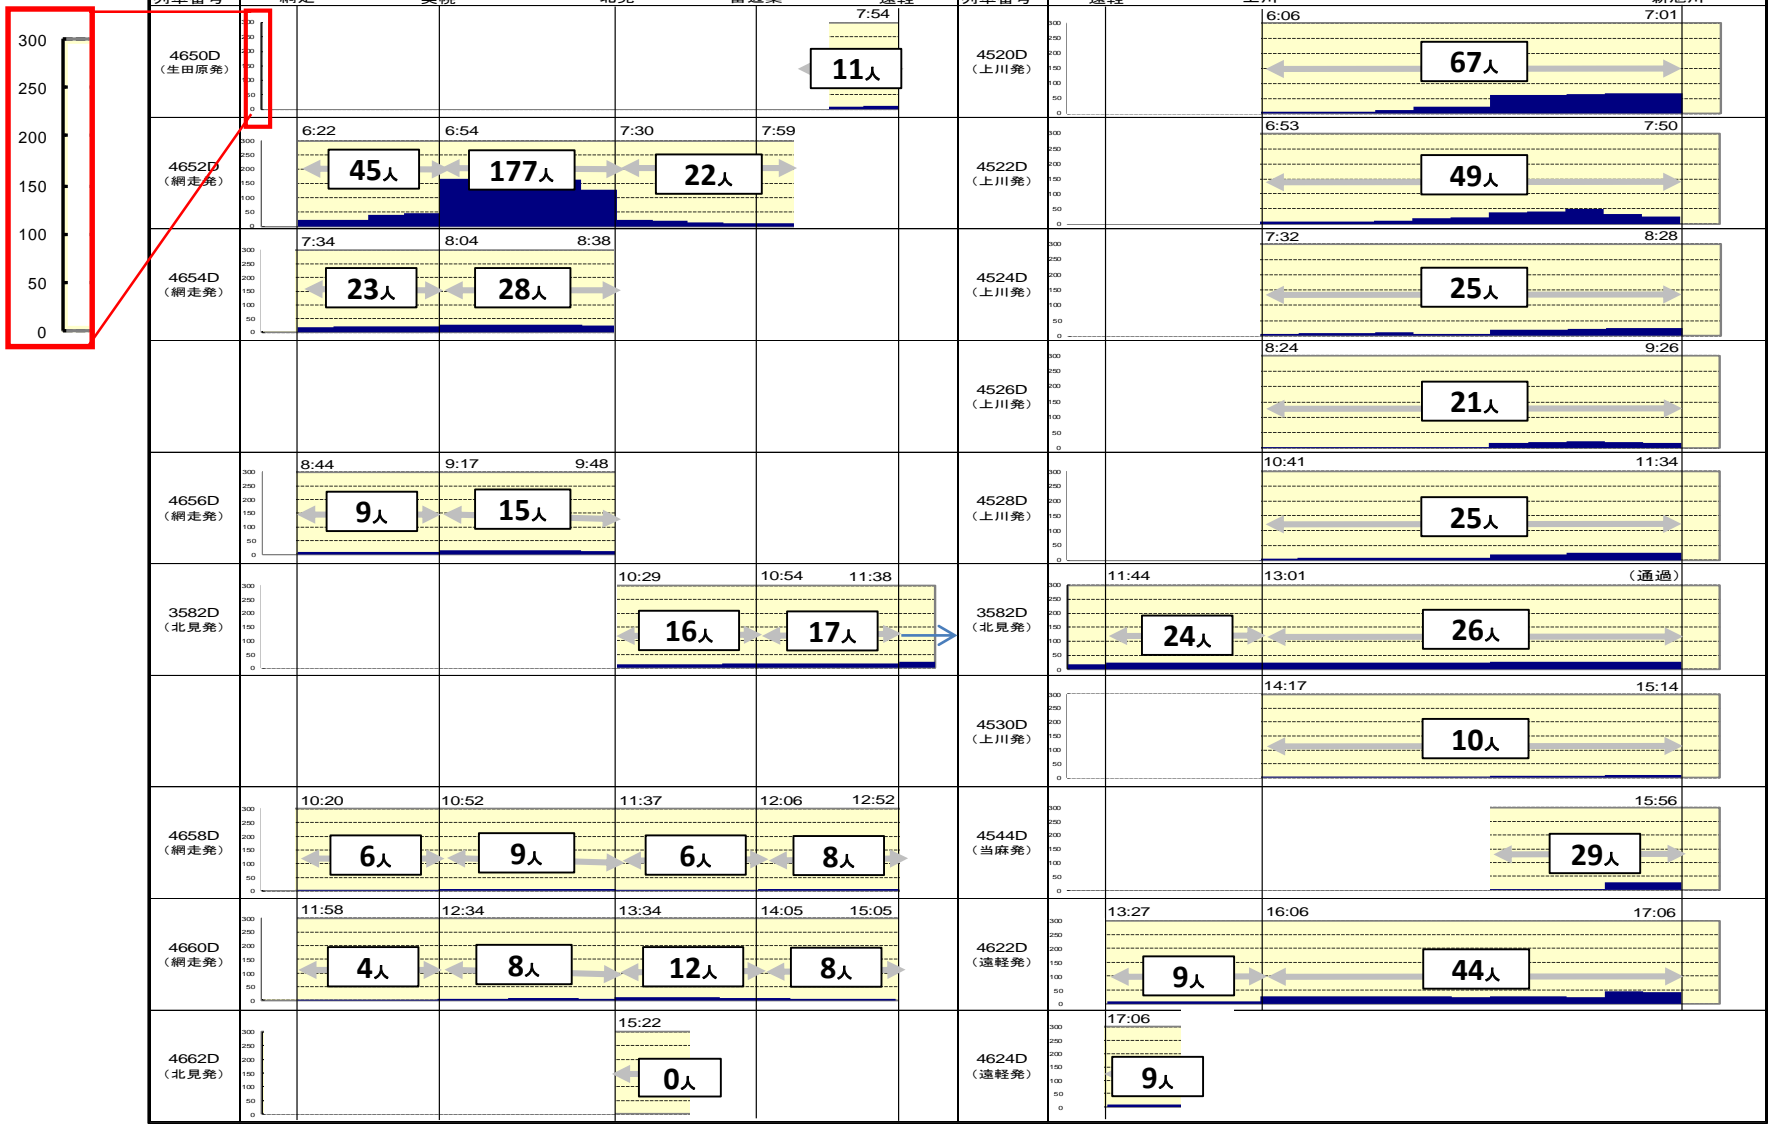 300
250
200
150
100
50
0
4650D
(生田原発)
7:54
11人
4520D
(上川発)
6:06 7:01
67人
4652D
(網走発)
6:22 6:54 7:30 7:59
45人 177人 22人
4522D
(上川発)
6:53 7:50
49人
4654D
(網走発)
7:34 8:04 8:38
23人 28人
4524D
(上川発)
7:32 8:28
25人
4526D
(上川発)
8:24 9:26
21人
4656D
(網走発)
8:44 9:17 9:48
9人 15人
4528D
(上川発)
10:41 11:34
25人
3582D
(北見発)
10:29 10:54 11:38
16人 17人
3582D
(北見発)
11:44 13:01 (通過)
24人 26人
4530D
(上川発)
14:17 15:14
10人
4658D
(網走発)
10:20 10:52 11:37 12:06 12:52
6人 9人 6人 8人
4544D
(当麻発)
15:56
29人
4660D
(網走発)
11:58 12:34 13:34 14:05 15:05
4人 8人 12人 8人
4622D
(遠軽発)
13:27 16:06 17:06
9人 44人
4662D
(北見発)
15:22
0人
4624D
(遠軽発)
17:06
9人